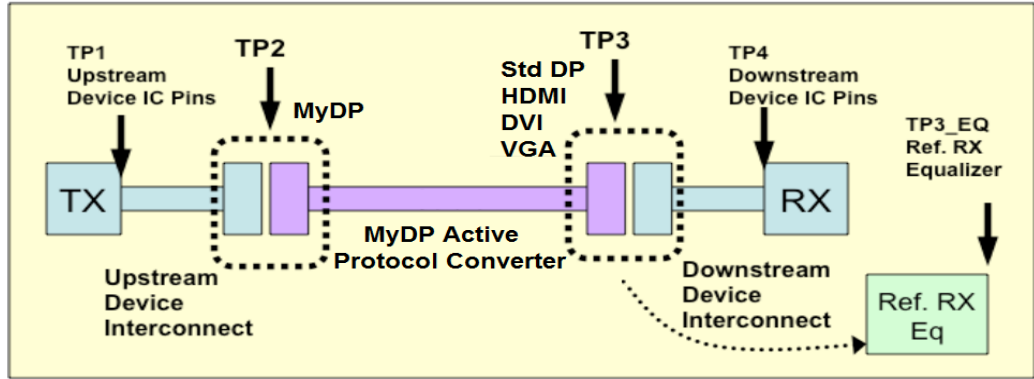 TP1
Upstream
Device IC Pins
TP2
MyDP
TP3
Std DP
HDMI
DVI
VGA
TP4
Downstream
Device IC Pins
TP3_EQ
Ref. RX
Equalizer
TX
RX
MyDP Active
Protocol Converter
Upstream
Device
Interconnect
Downstream
Device
Interconnect
Ref. RX
Eq